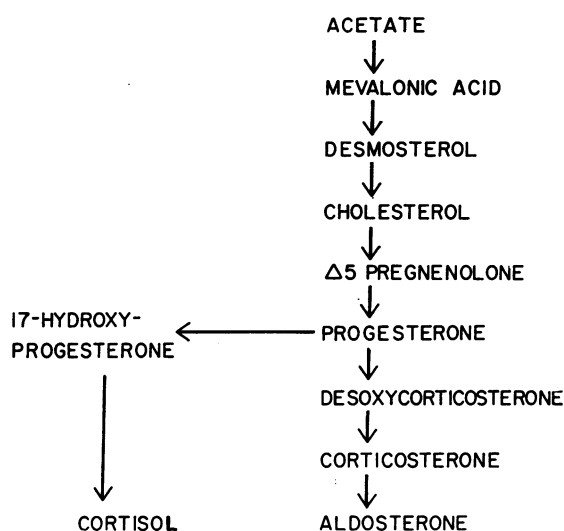 ACETATE
MEVALONIC ACID
DESMOSTEROL
CHOLESTEROL
Δ5 PREGNENOLONE
17-HYDROXY-
PROGESTERONE
PROGESTERONE
DESOXYCORTICOSTERONE
CORTICOSTERONE
CORTISOL
ALDOSTERONE